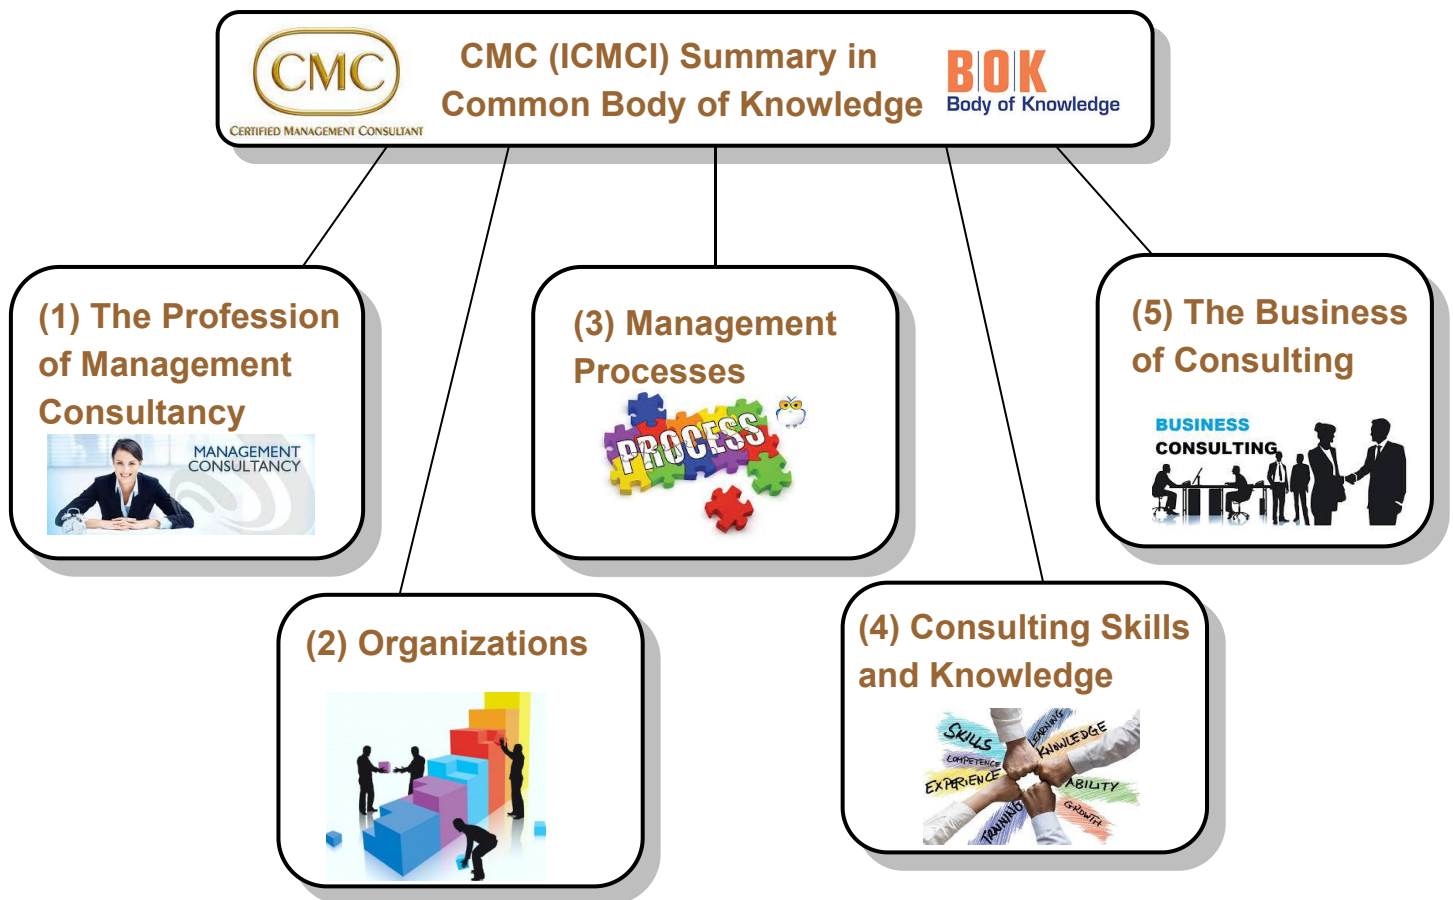 CMC
CERTIFIED MANAGEMENT CONSULTANT
CMC (ICMCI) Summary in
Common Body of Knowledge
BOK
Body of Knowledge
(1) The Profession
of Management
Consultancy
MANAGEMENT
CONSULTANCY
(2) Organizations
(3) Management
Processes
PROCESS
(4) Consulting Skills
and Knowledge
SKILLS
LEARNING
KNOWLEDGE
COMPETENCE
EXPERIENCE
ABILITY
TRAINING
GROWTH
(5) The Business
of Consulting
BUSINESS
CONSULTING